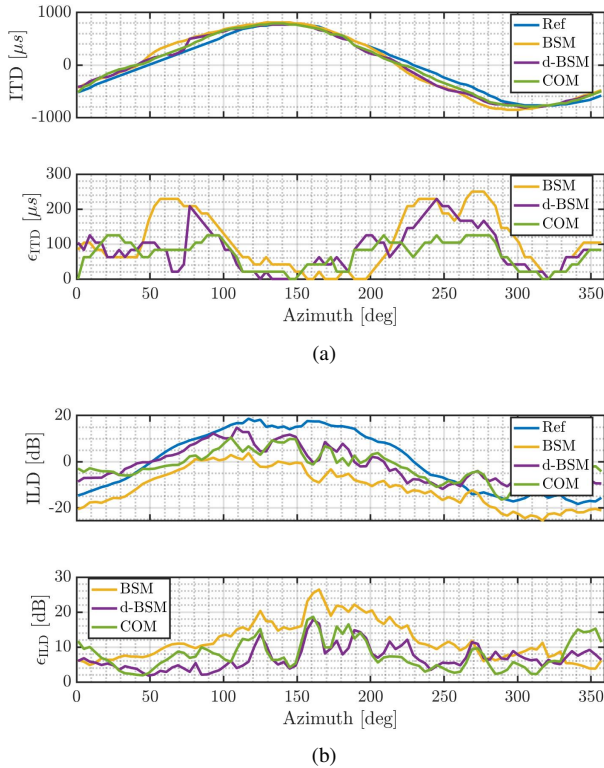 1000
0
-1000
ITD [μs]
Ref
BSM
d-BSM
COM
300
200
100
0
ϵITD [μs]
BSM
d-BSM
COM
0 50 100 150 200 250 300 350
Azimuth [deg]
(a)
20
0
-20
ILD [dB]
Ref
BSM
d-BSM
COM
30
20
10
0
ϵILD [dB]
BSM
d-BSM
COM
0 50 100 150 200 250 300 350
Azimuth [deg]
(b)